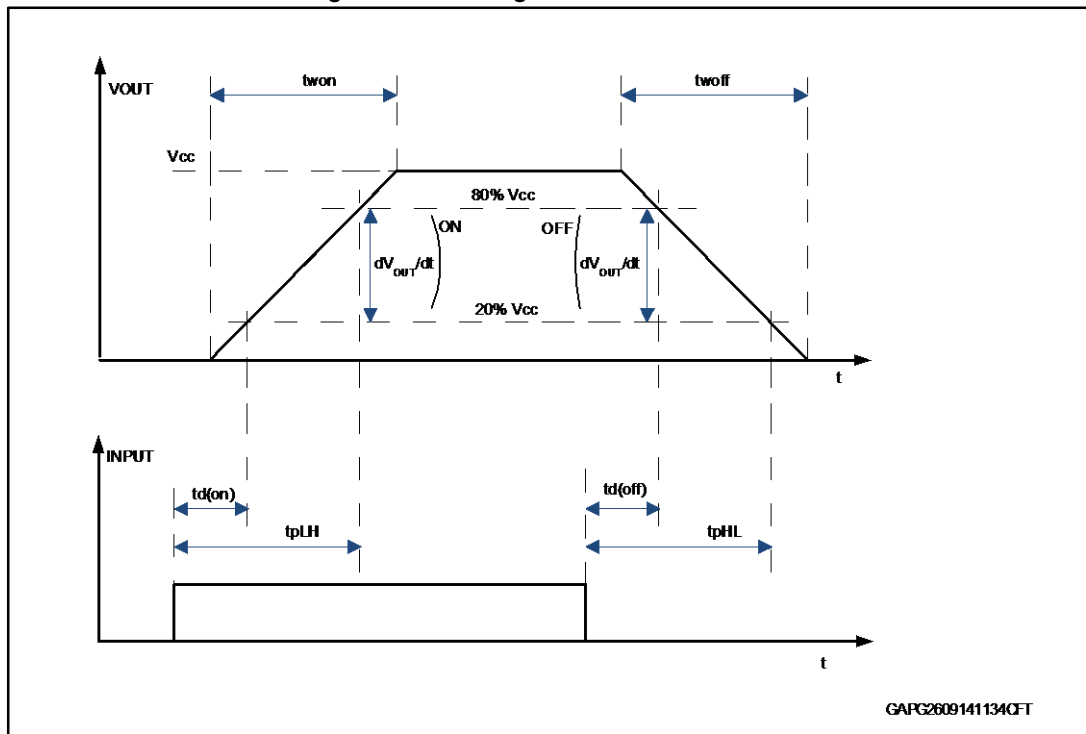 VOUT
twon
twoff
Vcc
80% Vcc
ON
OFF
dVOUT/dt
dVOUT/dt
20% Vcc
t
INPUT
td(on)
td(off)
tpLH
tpHL
t
GAPG2609141134CFT